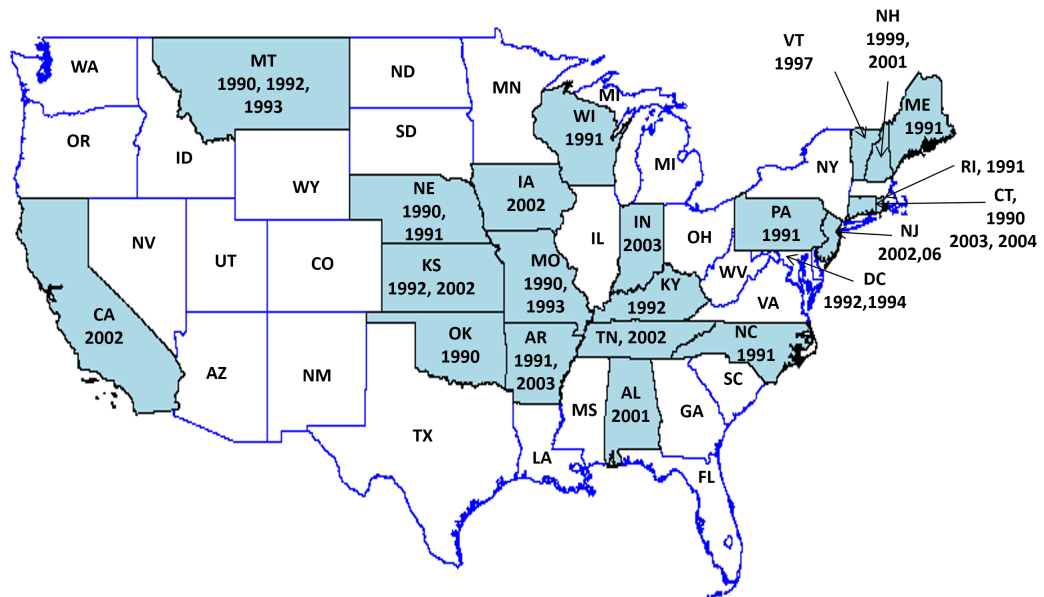 NH
1999,
2001
VT
1997
WA
MT
1990, 1992,
1993
ND
MN
MI
WI
1991
ME
1991
OR
ID
SD
MI
NY
RI, 1991
WY
NE
1990,
1991
IA
2002
CT,
1990
2003, 2004
PA
1991
NJ
2002,06
NV
UT
CO
KS
1992, 2002
MO
1990,
1993
IL
IN
2003
OH
WV
KY
1992
VA
DC
1992,1994
CA
2002
AZ
NM
OK
1990
AR
1991,
2003
TN, 2002
NC
1991
SC
TX
LA
MS
AL
2001
GA
FL